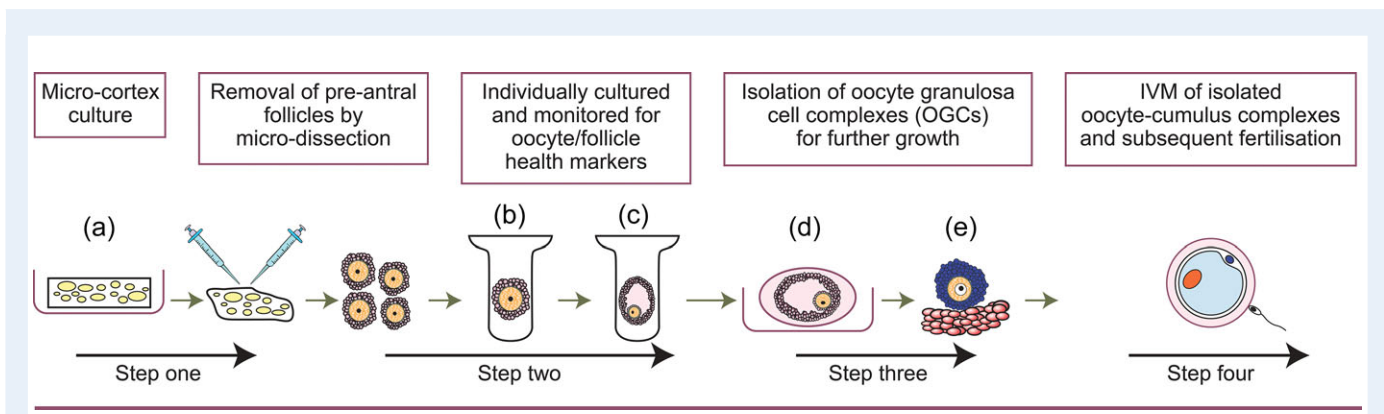 Micro-cortex
culture
Removal of pre-antral
follicles by
micro-dissection
Individually cultured
and monitored for
oocyte/follicle
health markers
Isolation of oocyte granulosa
cell complexes (OGCs)
for further growth
IVM of isolated
oocyte-cumulus complexes
and subsequent fertilisation
(a)
(b)
(c)
(d)
(e)
Step one
Step two
Step three
Step four